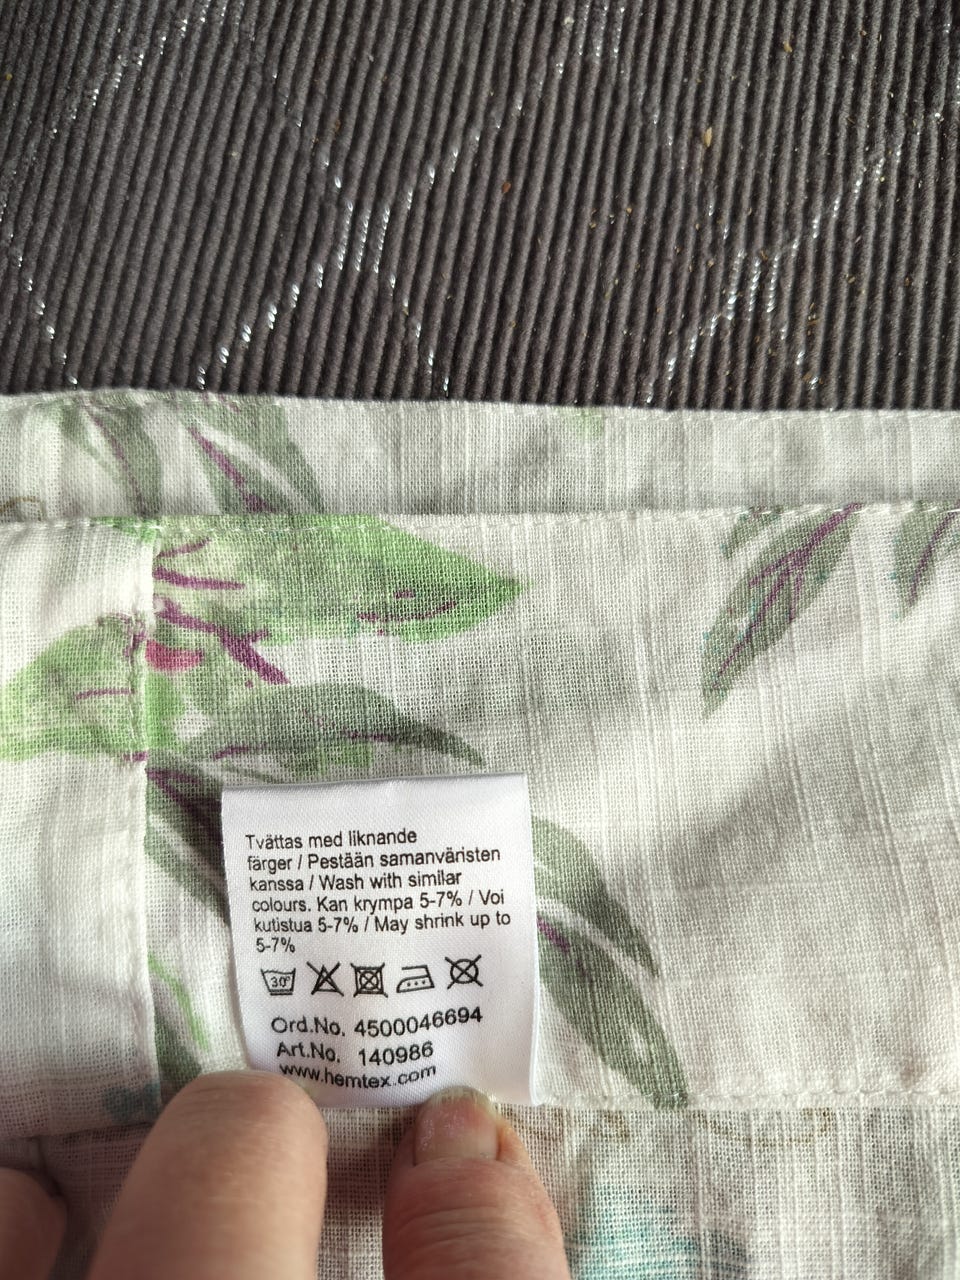 Tvättas med liknande
färger / Pestään samanväristen
kanssa / Wash with similar
colours. Kan krympa 5-7% / Voi
kutistua 5-7% / May shrink up to
5-7%
30°
Ord.No. 4500046694
Art.No. 140986
www.hemtex.com